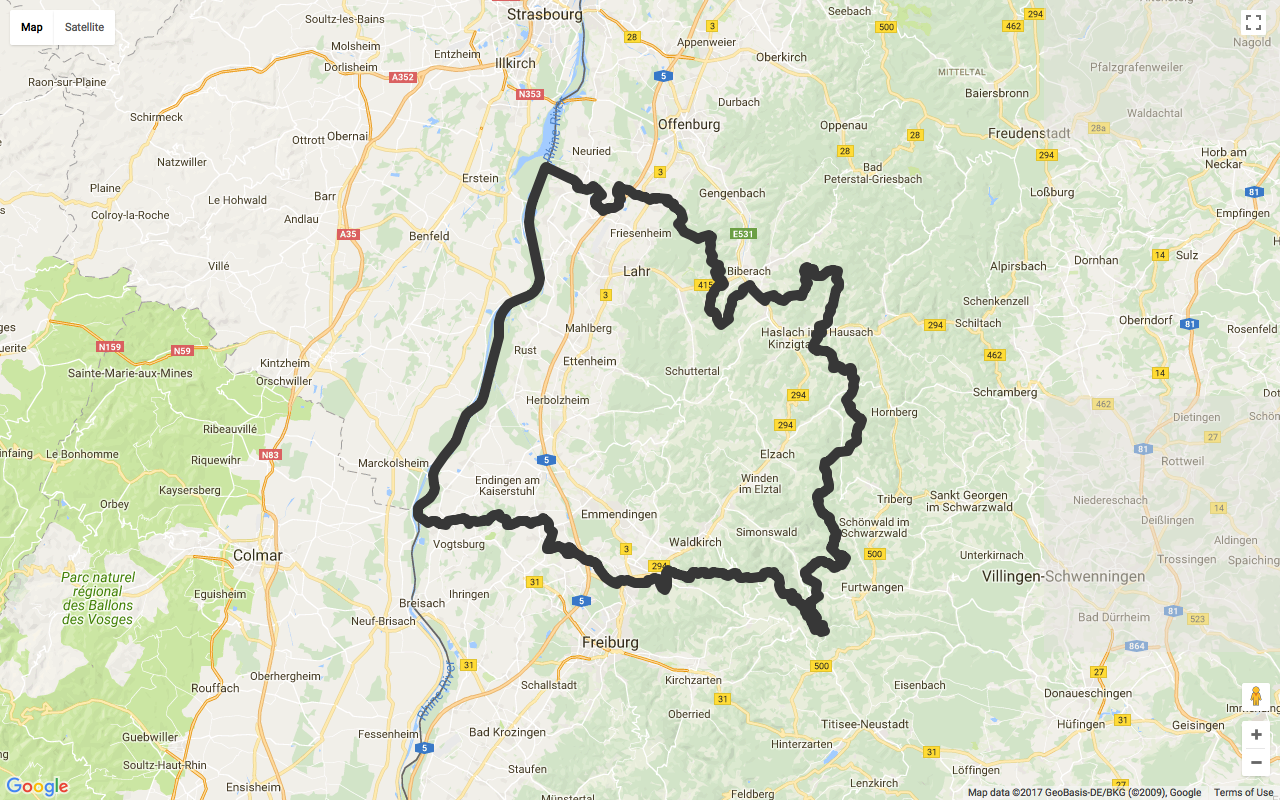 Map
Satellite
Soultz-les-Bains
Strasbourg
Seebach
500
294
462
Nagold
28
3
Appenweier
Molsheim
Entzheim
Oberkirch
Dorlisheim
Illkirch
MITTELTAL
Pfalzgrafenweiler
Raon-sur-Plaine
A352
5
N353
Baiersbronn
Durbach
Waldachtal
Schirmeck
Offenburg
Oppenau
28a
Freudenstadt
Ottrott
Obernai
Rhine River
28
Natzwiller
Neuried
28
294
Horb am
Neckar
Plaine
Erstein
3
Bad
Peterstal-Griesbach
Barr
Gengenbach
Loßburg
81
Le Hohwald
Colroy-la-Roche
Andlau
Empfingen
A35
Benfeld
Friesenheim
E531
14
Sulz
Villé
Lahr
Biberach
Alpirsbach
Dornhan
415
3
Schenkenzell
Oberndorf
81
Mahlberg
Haslach im
Kinzigtal
Hausach
294
Schiltach
Rosenfeld
N159
N59
Rust
Ettenheim
462
Kintzheim
Sainte-Marie-aux-Mines
Orschwiller
Schuttertal
14
Herbolzheim
294
Schramberg
462
Hornberg
Dietingen
Ribeauvillé
294
27
Le Bonhomme
N83
Elzach
81
Riquewihr
Marckolsheim
5
Rottweil
Kaysersberg
Endingen am
Kaiserstuhl
Winden
im Elztal
Triberg
Sankt Georgen
im Schwarzwald
Niedereschach
Orbey
Emmendingen
14
Deißlingen
Simonswald
Schönwald im
Schwarzwald
Vogtsburg
Waldkirch
Aldingen
Colmar
3
500
Unterkirnach
Trossingen
Spaiching
294
Parc naturel
régional
des Ballons
des Vosges
31
Villingen-Schwenningen
Eguisheim
Ihringen
Furtwangen
Breisach
5
81
523
Neuf-Brisach
Bad Dürrheim
Freiburg
864
31
500
Oberhergheim
Kirchzarten
27
Rouffach
Schallstadt
Eisenbach
Donaueschingen
Rhine River
31
Oberried
Titisee-Neustadt
Hüfingen
31
Geisingen
Guebwiller
Fessenheim
Bad Krozingen
Hinterzarten
5
31
Soultz-Haut-Rhin
Staufen
Löffingen
Lenzkirch
Ensisheim
27
Feldberg
Münstertal
Google
Map data ©2017 GeoBasis-DE/BKG (©2009), Google
Terms of Use